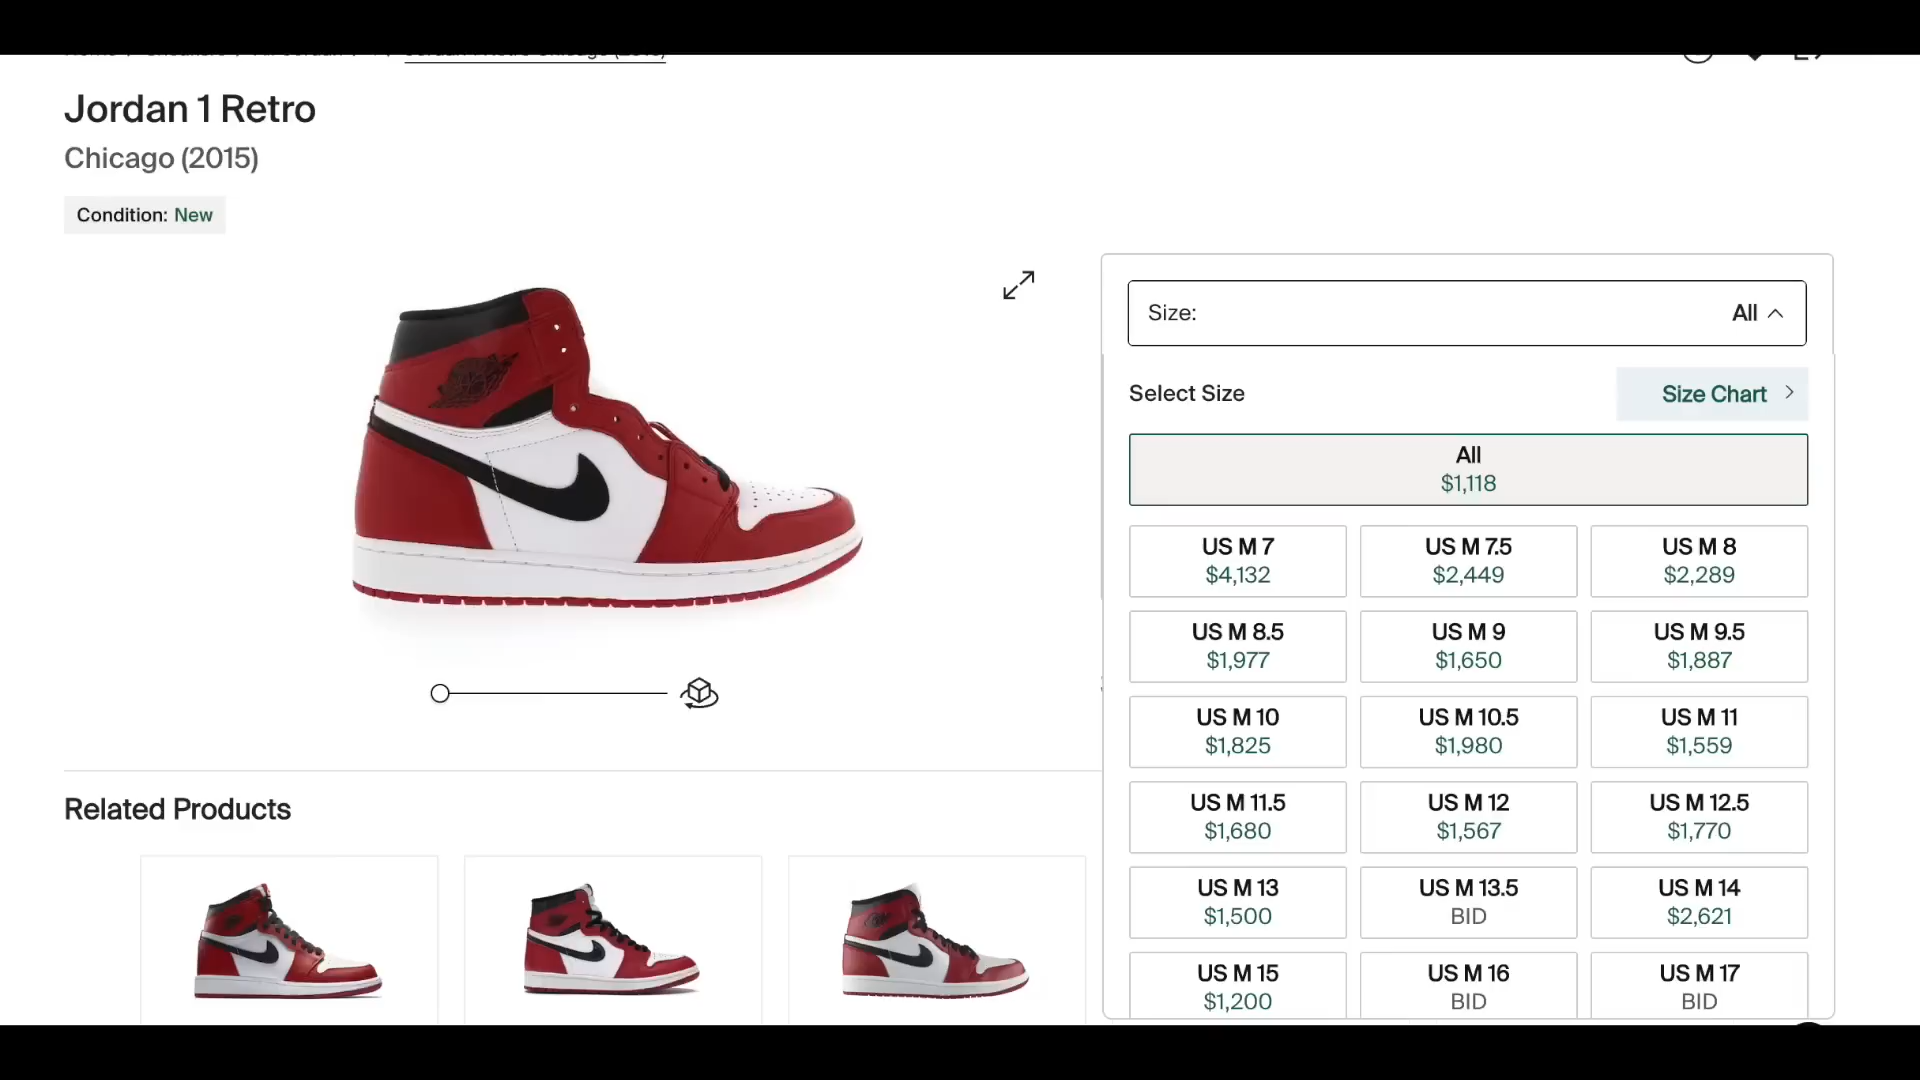 Jordan 1 Retro
Chicago (2015)
Condition: New
Size:
All
Select Size
Size Chart
All
$1,118
US M 7
$4,132
US M 7.5
$2,449
US M 8
$2,289
US M 8.5
$1,977
US M 9
$1,650
US M 9.5
$1,887
US M 10
$1,825
US M 10.5
$1,980
US M 11
$1,559
US M 11.5
$1,680
US M 12
$1,567
US M 12.5
$1,770
US M 13
$1,500
US M 13.5
BID
US M 14
$2,621
US M 15
$1,200
US M 16
BID
US M 17
BID
Related Products